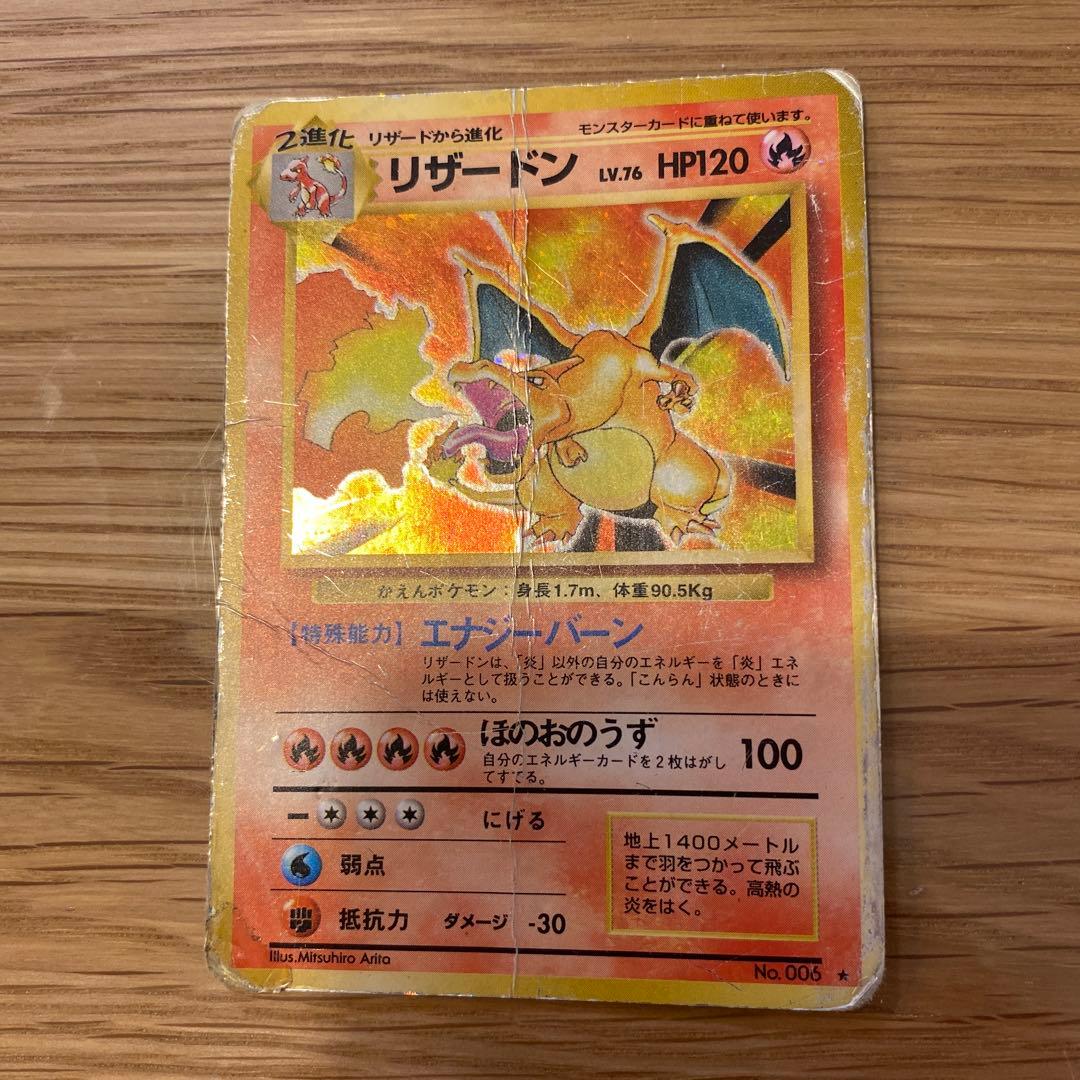 2進化
リザードから進化
モンスターカードに重ねて使います。
リザードン LV.76 HP120
かえんポケモン：身長1.7m、体重90.5Kg
【特殊能力】エナジーバーン
リザードンは、「炎」以外の自分のエネルギーを「炎」エネ
ルギーとして扱うことができる。「こんらん」状態のときに
は使えない。
ほのおのうず 100
自分のエネルギーカードを2枚はがし
てすてる。
にげる
弱点
抵抗力 ダメージ -30
地上1400メートル
まで羽をつかって飛ぶ
ことができる。高熱の
炎をはく。
Illus.Mitsuhiro Arita
No. 006